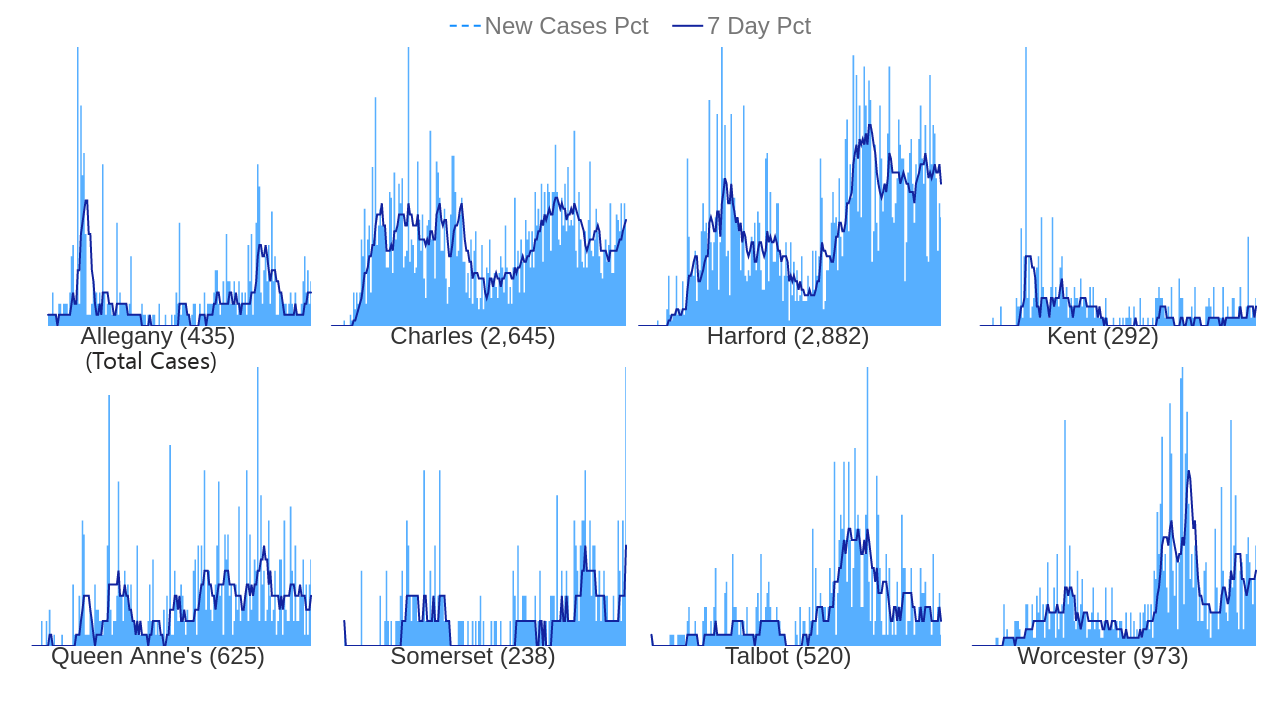 New Cases Pct 7 Day Pct
Allegany (435) Charles (2,645) Harford (2,882) Kent (292)
(Total Cases)
Queen Anne's (625) Somerset (238) Talbot (520) Worcester (973)